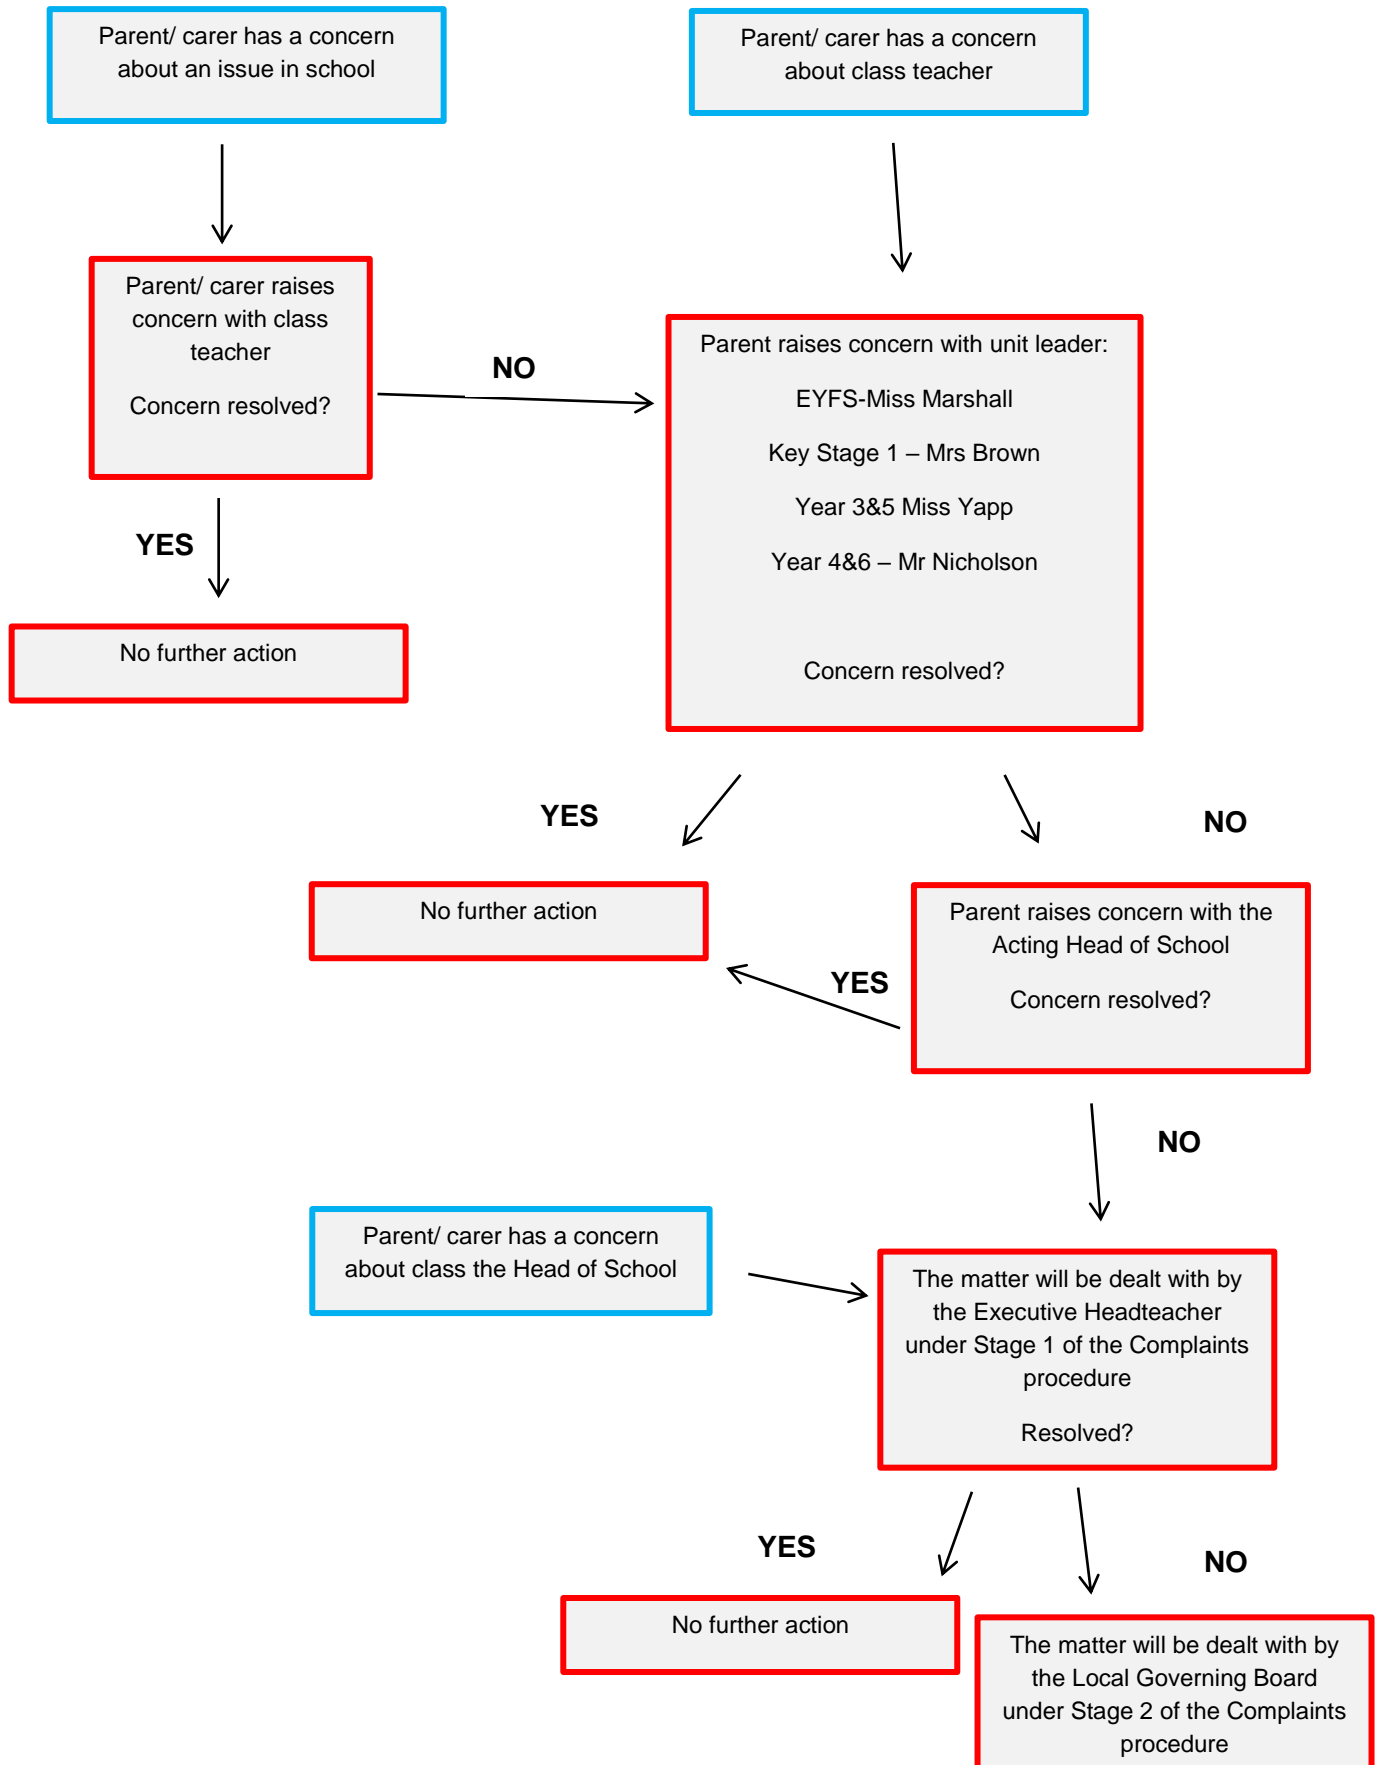 Parent/ carer has a concern
about an issue in school
Parent/ carer has a concern
about class teacher
Parent/ carer raises
concern with class
teacher
Concern resolved?
NO
Parent raises concern with unit leader:
EYFS-Miss Marshall
Key Stage 1 – Mrs Brown
Year 3&5 Miss Yapp
Year 4&6 – Mr Nicholson
Concern resolved?
YES
No further action
YES
NO
No further action
Parent raises concern with the
Acting Head of School
Concern resolved?
YES
NO
Parent/ carer has a concern
about class the Head of School
The matter will be dealt with by
the Executive Headteacher
under Stage 1 of the Complaints
procedure
Resolved?
YES
NO
No further action
The matter will be dealt with by
the Local Governing Board
under Stage 2 of the Complaints
procedure